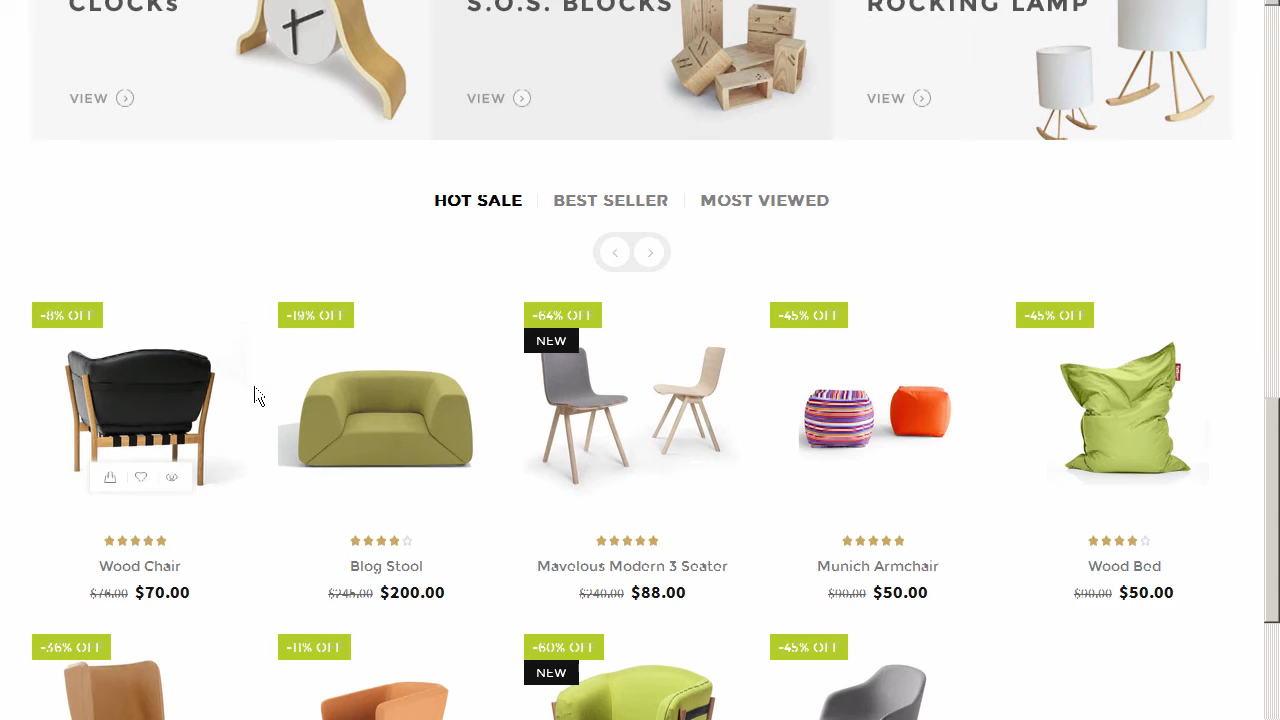 CLOCKs
S.O.S. BLOCKS
ROCKING LAMP
VIEW
VIEW
VIEW
HOT SALE
BEST SELLER
MOST VIEWED
-8% OFF
-19% OFF
-64% OFF
-45% OFF
-45% OFF
NEW
Wood Chair
Blog Stool
Mavelous Modern 3 Seater
Munich Armchair
Wood Bed
$76.00 $70.00
$245.00 $200.00
$240.00 $88.00
$90.00 $50.00
$90.00 $50.00
-36% OFF
-11% OFF
-60% OFF
-45% OFF
NEW